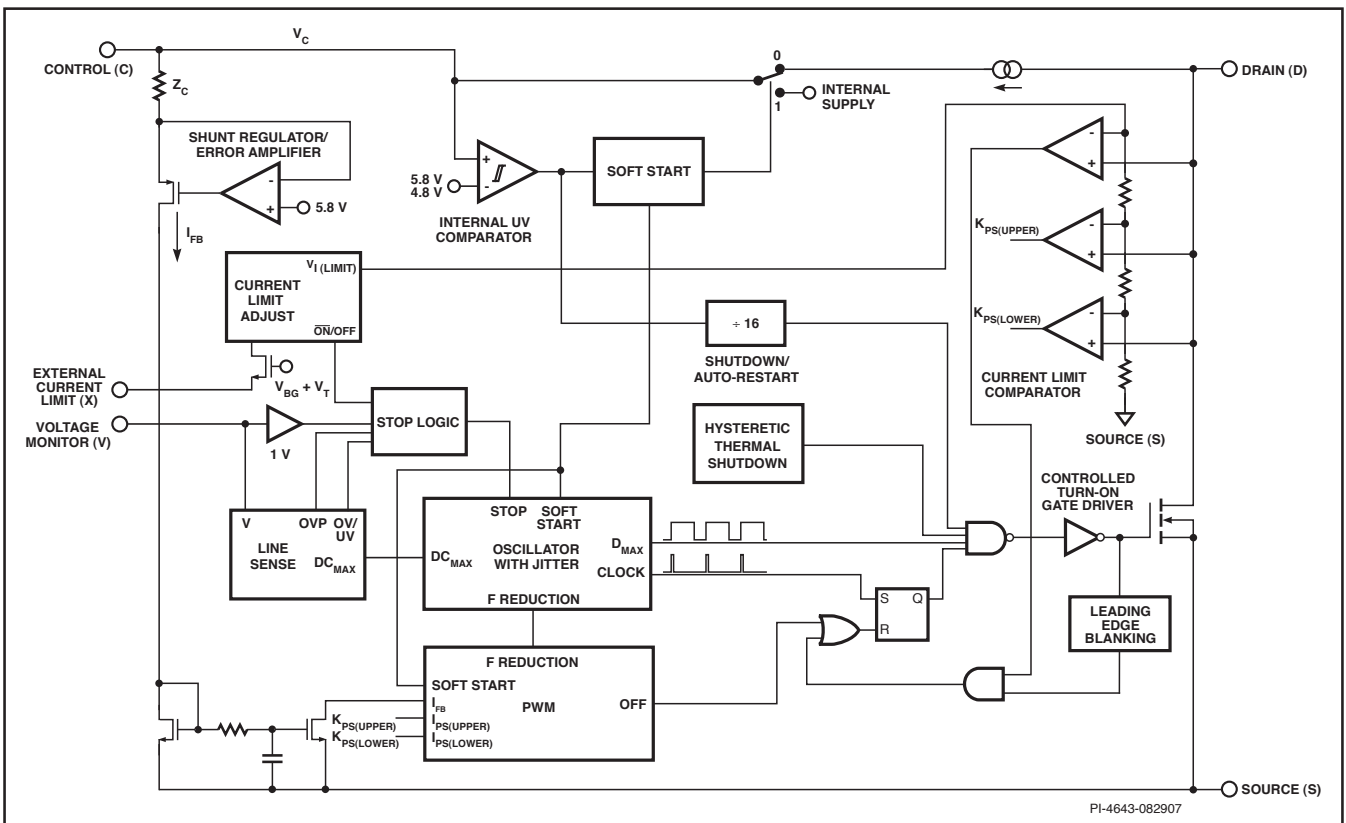 V_C
0
CONTROL (C)
DRAIN (D)
Z_C
INTERNAL
SUPPLY
1
SHUNT REGULATOR/
ERROR AMPLIFIER
-
+
5.8 V
I_FB
+
-
5.8 V
4.8 V
INTERNAL UV
COMPARATOR
SOFT START
-
+
K_PS(UPPER)
-
+
K_PS(LOWER)
-
+
CURRENT LIMIT
COMPARATOR
SOURCE (S)
V_I (LIMIT)
CURRENT
LIMIT
ADJUST
O̅N̅/OFF
÷ 16
SHUTDOWN/
AUTO-RESTART
EXTERNAL
CURRENT
LIMIT (X)
V_BG + V_T
VOLTAGE
MONITOR (V)
1 V
STOP LOGIC
HYSTERETIC
THERMAL
SHUTDOWN
CONTROLLED
TURN-ON
GATE DRIVER
V
OVP
OV/
UV
LINE
SENSE
DC_MAX
STOP
SOFT
START
DC_MAX
OSCILLATOR
WITH JITTER
D_MAX
CLOCK
F REDUCTION
S
Q
R
LEADING
EDGE
BLANKING
F REDUCTION
SOFT START
PWM
OFF
I_FB
K_PS(UPPER)
I_PS(UPPER)
K_PS(LOWER)
I_PS(LOWER)
SOURCE (S)
PI-4643-082907